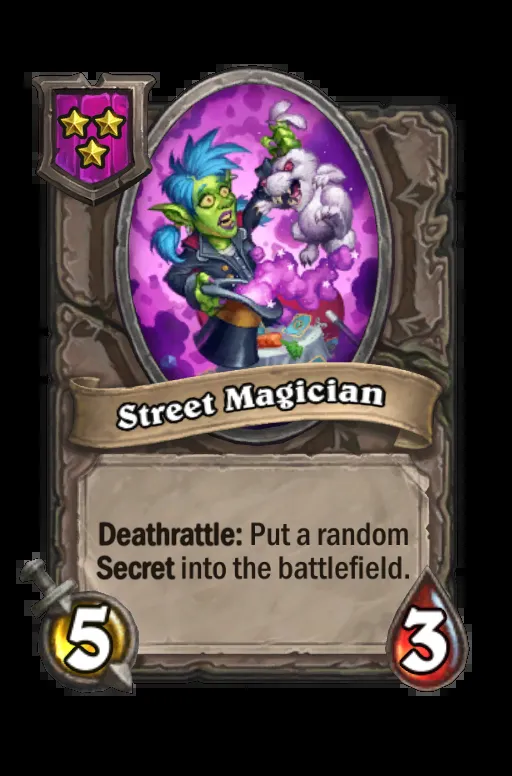 Street Magician
Deathrattle: Put a random
Secret into the battlefield.
5
3